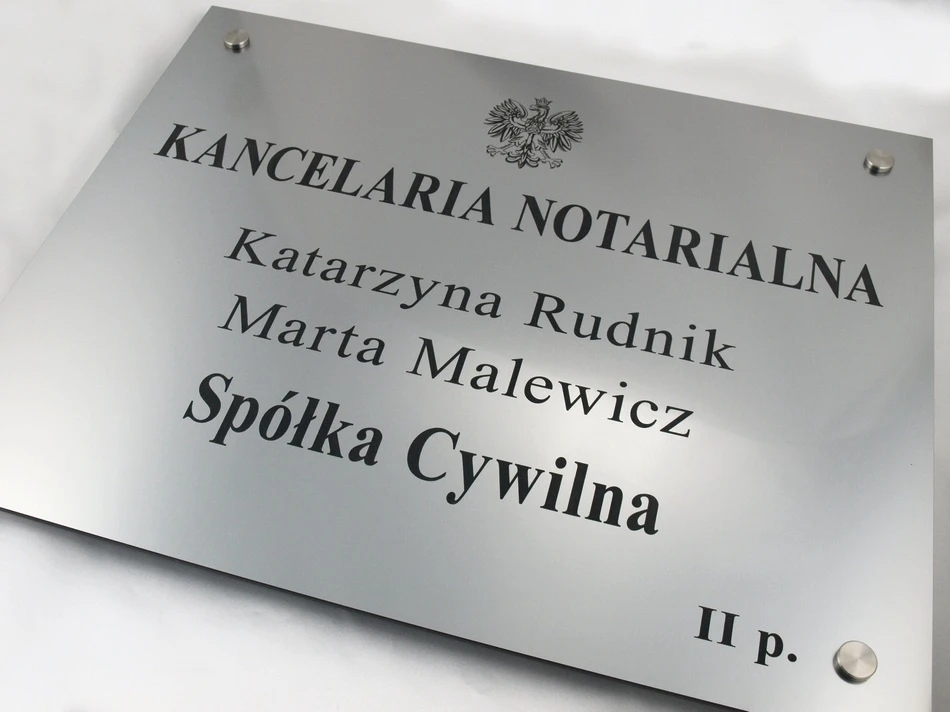 KANCELARIA NOTARIALNA
Katarzyna Rudnik
Marta Malewicz
Spółka Cywilna
II p.